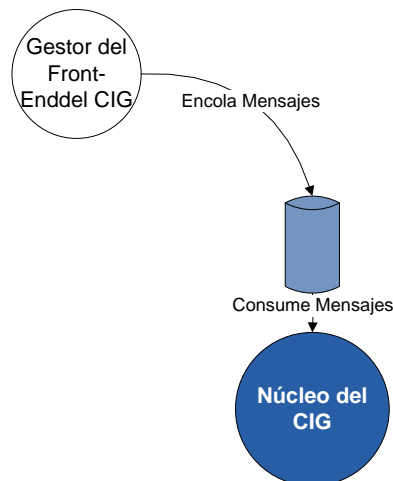 Gestor del
Front-
Enddel CIG
Encola Mensajes
Consume Mensajes
Núcleo del
CIG